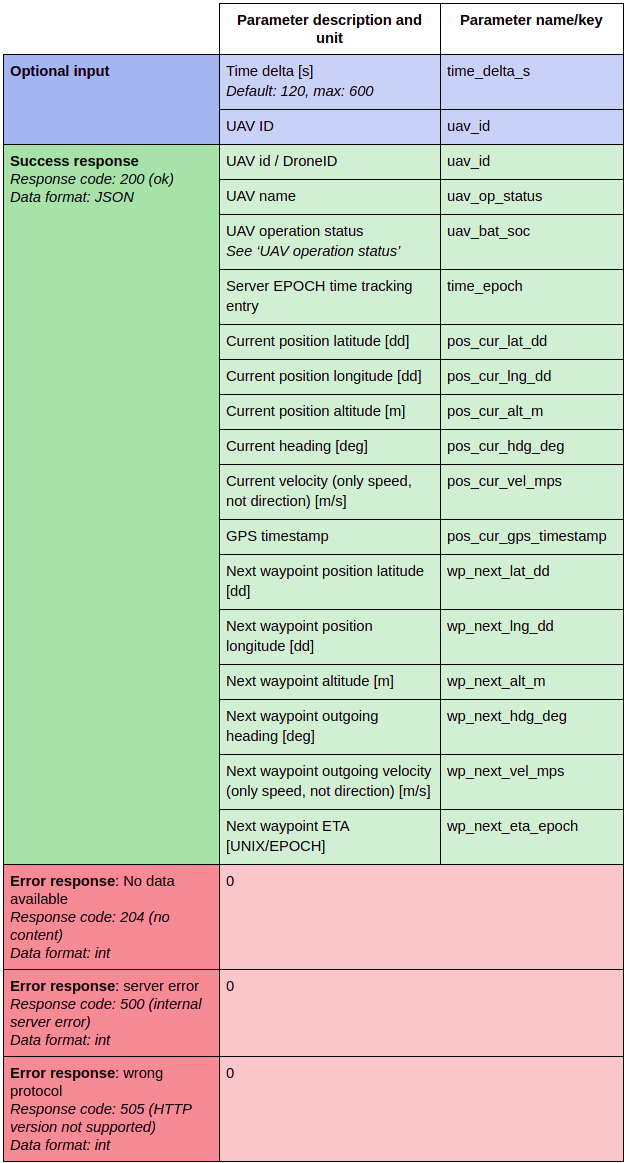 Parameter description and
unit
Parameter name/key
Optional input
Time delta [s]
Default: 120, max: 600
time_delta_s
UAV ID
uav_id
Success response
Response code: 200 (ok)
Data format: JSON
UAV id / DroneID
uav_id
UAV name
uav_op_status
UAV operation status
See ‘UAV operation status’
uav_bat_soc
Server EPOCH time tracking
entry
time_epoch
Current position latitude [dd]
pos_cur_lat_dd
Current position longitude [dd]
pos_cur_lng_dd
Current position altitude [m]
pos_cur_alt_m
Current heading [deg]
pos_cur_hdg_deg
Current velocity (only speed,
not direction) [m/s]
pos_cur_vel_mps
GPS timestamp
pos_cur_gps_timestamp
Next waypoint position latitude
[dd]
wp_next_lat_dd
Next waypoint position
longitude [dd]
wp_next_lng_dd
Next waypoint altitude [m]
wp_next_alt_m
Next waypoint outgoing
heading [deg]
wp_next_hdg_deg
Next waypoint outgoing velocity
(only speed, not direction) [m/s]
wp_next_vel_mps
Next waypoint ETA
[UNIX/EPOCH]
wp_next_eta_epoch
Error response: No data
available
Response code: 204 (no
content)
Data format: int
0
Error response: server error
Response code: 500 (internal
server error)
Data format: int
0
Error response: wrong
protocol
Response code: 505 (HTTP
version not supported)
Data format: int
0